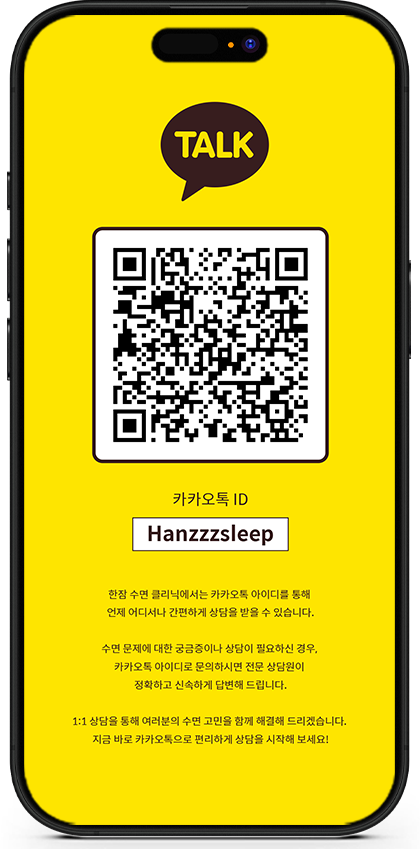 TALK
카카오톡 ID
Hanzzzsleep
한잠 수면 클리닉에서는 카카오톡 아이디를 통해
언제 어디서나 간편하게 상담을 받을 수 있습니다.
수면 문제에 대한 궁금증이나 상담이 필요하신 경우,
카카오톡 아이디로 문의하시면 전문 상담원이
정확하고 신속하게 답변해 드립니다.
1:1 상담을 통해 여러분의 수면 고민을 함께 해결해 드리겠습니다.
지금 바로 카카오톡으로 편리하게 상담을 시작해 보세요!